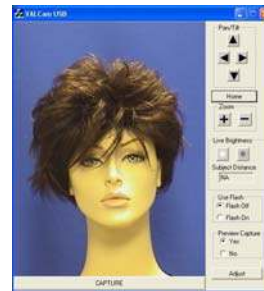 VALCam USB
Pan/Tilt
Home
Zoom
Live Brightness
Subject Distance
NA
Use Flash
Flash Off
Flash On
Preview Capture
Yes
No
Adjust
CAPTURE